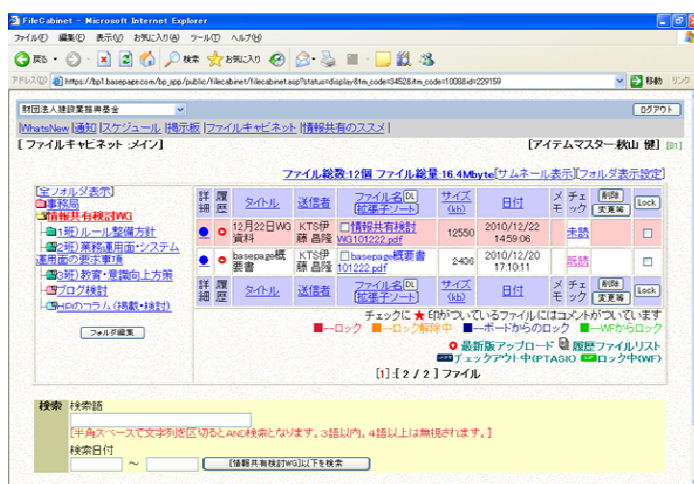 FileCabinet - Microsoft Internet Explorer
ファイル(F) 編集(E) 表示(V) お気に入り(A) ツール(T) ヘルプ(H)
戻る 検索 お気に入り
アドレス(D) https://bp1.basepage.com/bp_app/public/filecabinet/filecabinet.asp?status=display&tm_code=34528&itm_code=10098&id=229159 移動 リンク
財団法人建設業振興基金 ログアウト
|WhatsNew |通知 |スケジュール |掲示板 |ファイルキャビネット |情報共有のススメ |
[ファイルキャビネット:メイン] [アイテムマスター:秋山 健] [B1]
ファイル総数:12個 ファイル総量:16.4Mbyte[サムネール表示][フォルダ表示設定]
[全フォルダ表示]
事務局
情報共有検討WG
1班)ルール整備方針
2班)業務運用面・システム運用面の要求事項
3班)教育・意識向上方策
ブログ検討
HPのコラム(掲載・検討)
フォルダ編集
詳細 履歴 タイトル 送信者 ファイル名[DL] [拡張子ソート] サイズ(kb) 日付 メモ チェック 削除 変更等 Lock
12月22日WG資料 KTS伊藤 昌隆 情報共有検討WG101222.pdf 12550 2010/12/22 14:59:06 未読
basepage概要書 KTS伊藤 昌隆 basepage概要書101222.pdf 2406 2010/12/20 17:10:11 既読
詳細 履歴 タイトル 送信者 ファイル名[DL] [拡張子ソート] サイズ(kb) 日付 メモ チェック 削除 変更等 Lock
チェックに★印がついているファイルにはコメントがついています
■--ロック ■--ロック解除中 ■--ボードからのロック ■--WFからロック
最新版アップロード 履歴ファイルリスト
チェックアウト中(PTASK) ロック中(WF)
[1]:[ 2 / 2 ] ファイル
検索 検索語
[半角スペースで文字列を区切るとAND検索となります。3語以内。4語以上は無視されます。]
検索日付
～ [情報共有検討WG]以下を検索